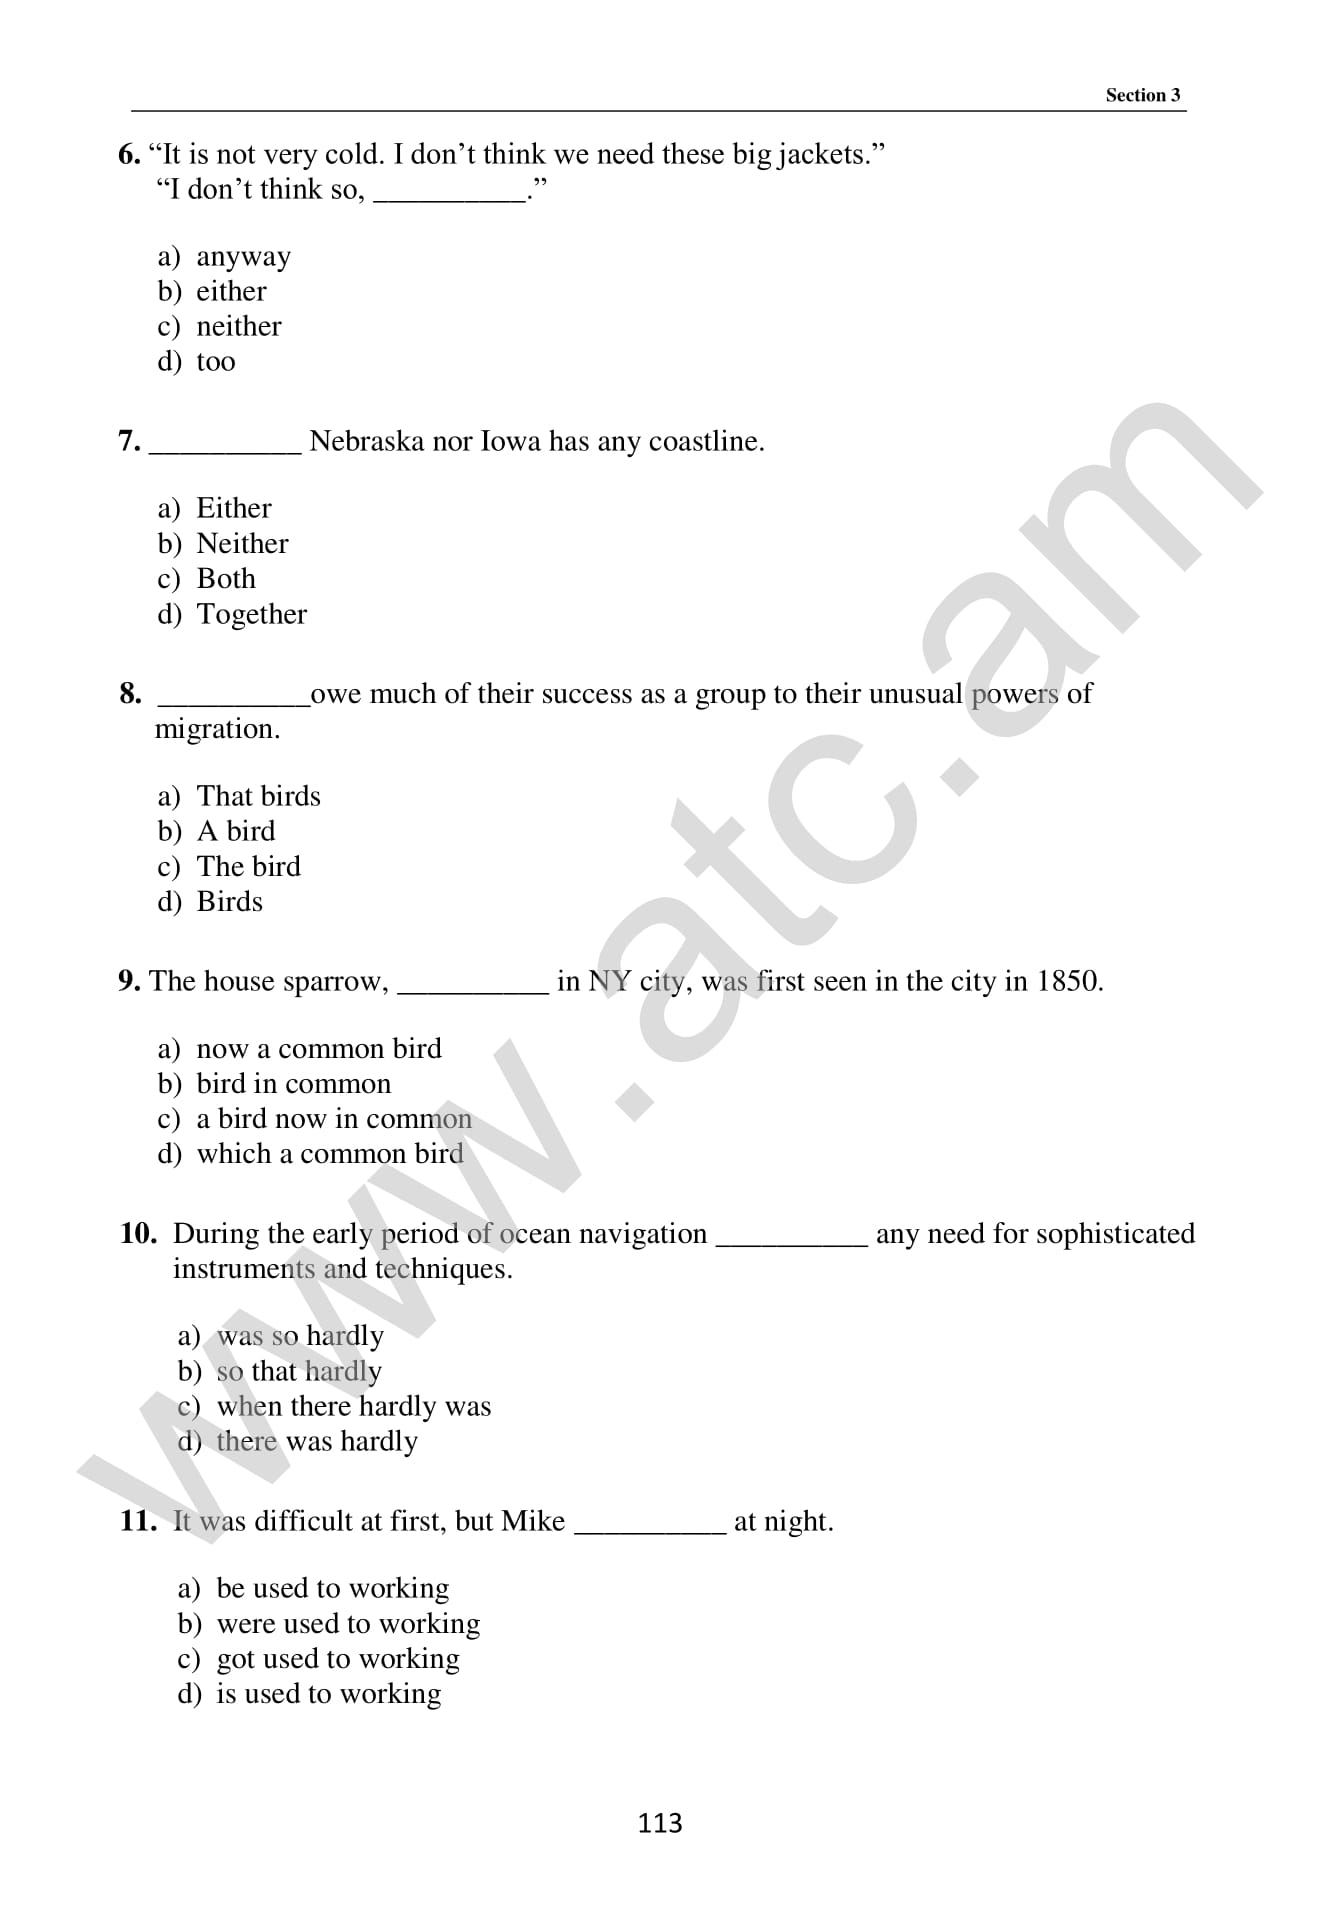 Section 3
6. “It is not very cold. I don’t think we need these big jackets.”
“I don’t think so, __________.”
a) anyway
b) either
c) neither
d) too
7. __________ Nebraska nor Iowa has any coastline.
a) Either
b) Neither
c) Both
d) Together
8. __________owe much of their success as a group to their unusual powers of
migration.
a) That birds
b) A bird
c) The bird
d) Birds
9. The house sparrow, __________ in NY city, was first seen in the city in 1850.
a) now a common bird
b) bird in common
c) a bird now in common
d) which a common bird
10. During the early period of ocean navigation __________ any need for sophisticated
instruments and techniques.
a) was so hardly
b) so that hardly
c) when there hardly was
d) there was hardly
11. It was difficult at first, but Mike __________ at night.
a) be used to working
b) were used to working
c) got used to working
d) is used to working
113
www.atc.am